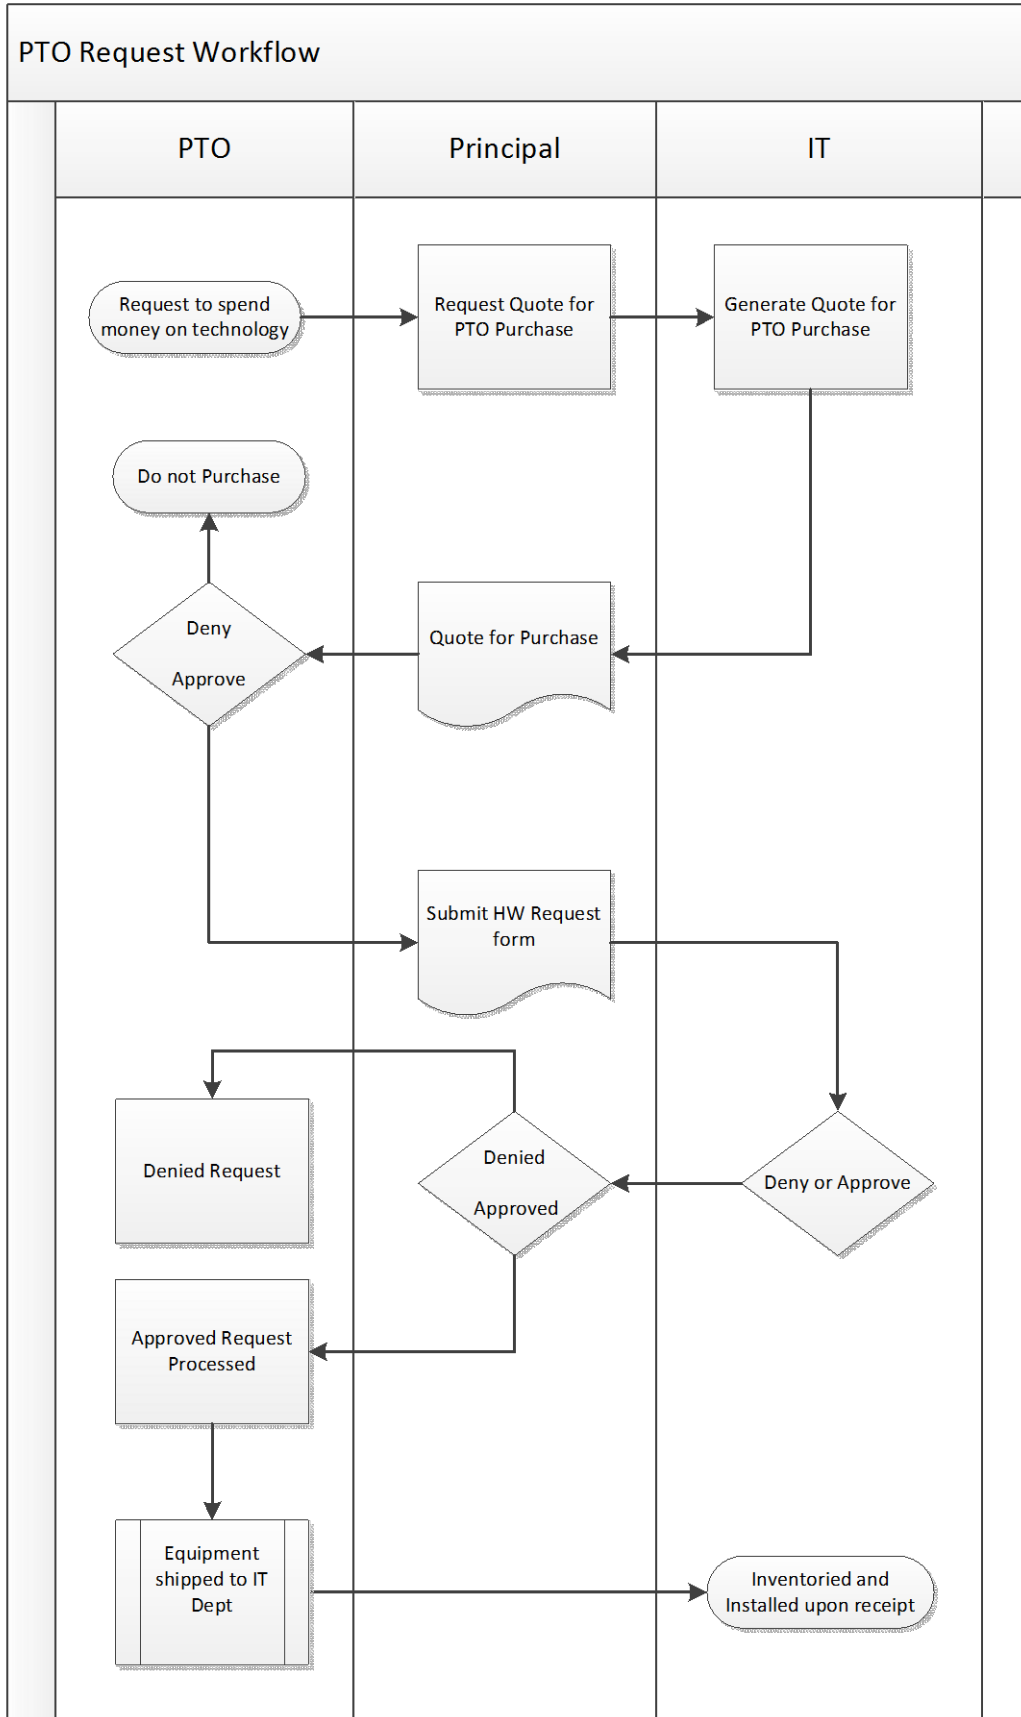 PTO Request Workflow
PTO
Principal
IT
Request to spend
money on technology
Request Quote for
PTO Purchase
Generate Quote for
PTO Purchase
Do not Purchase
Deny
Approve
Quote for Purchase
Submit HW Request
form
Denied Request
Denied
Approved
Deny or Approve
Approved Request
Processed
Equipment
shipped to IT
Dept
Inventoried and
Installed upon receipt